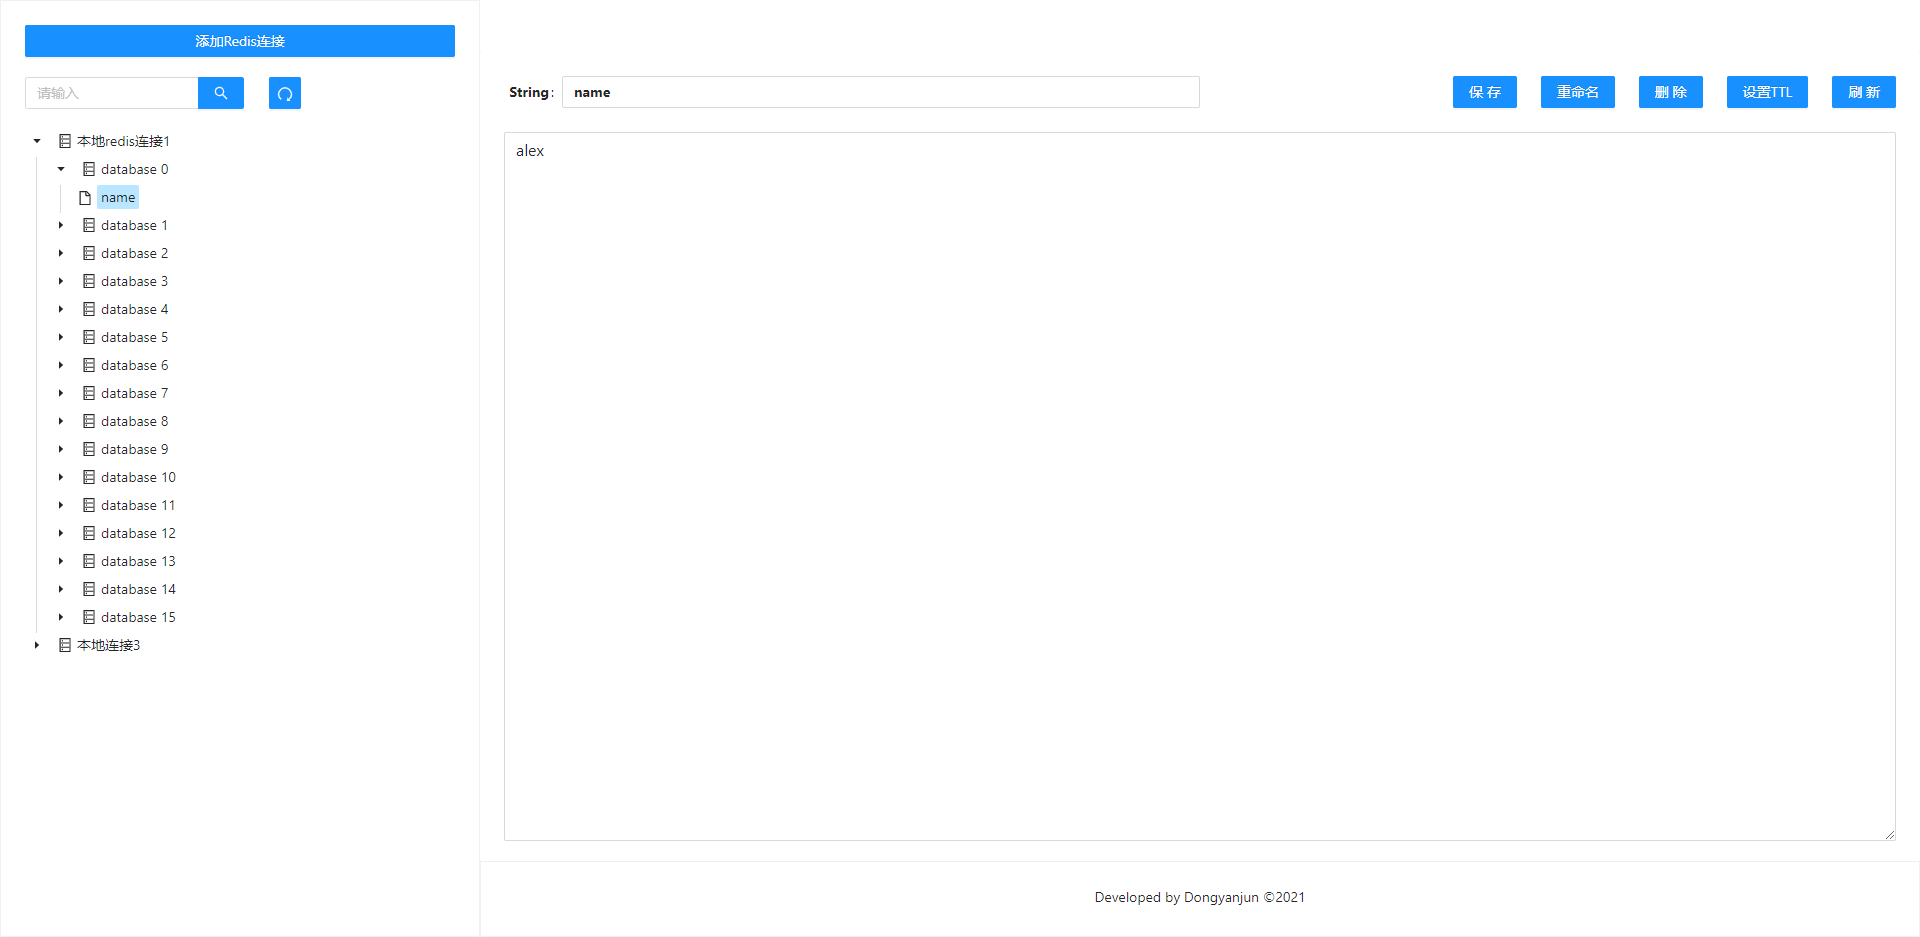 添加Redis连接
请输入
本地redis连接1
database 0
name
database 1
database 2
database 3
database 4
database 5
database 6
database 7
database 8
database 9
database 10
database 11
database 12
database 13
database 14
database 15
本地连接3
String: name 保 存 重命名 删 除 设置TTL 刷 新
alex
Developed by Dongyanjun ©2021